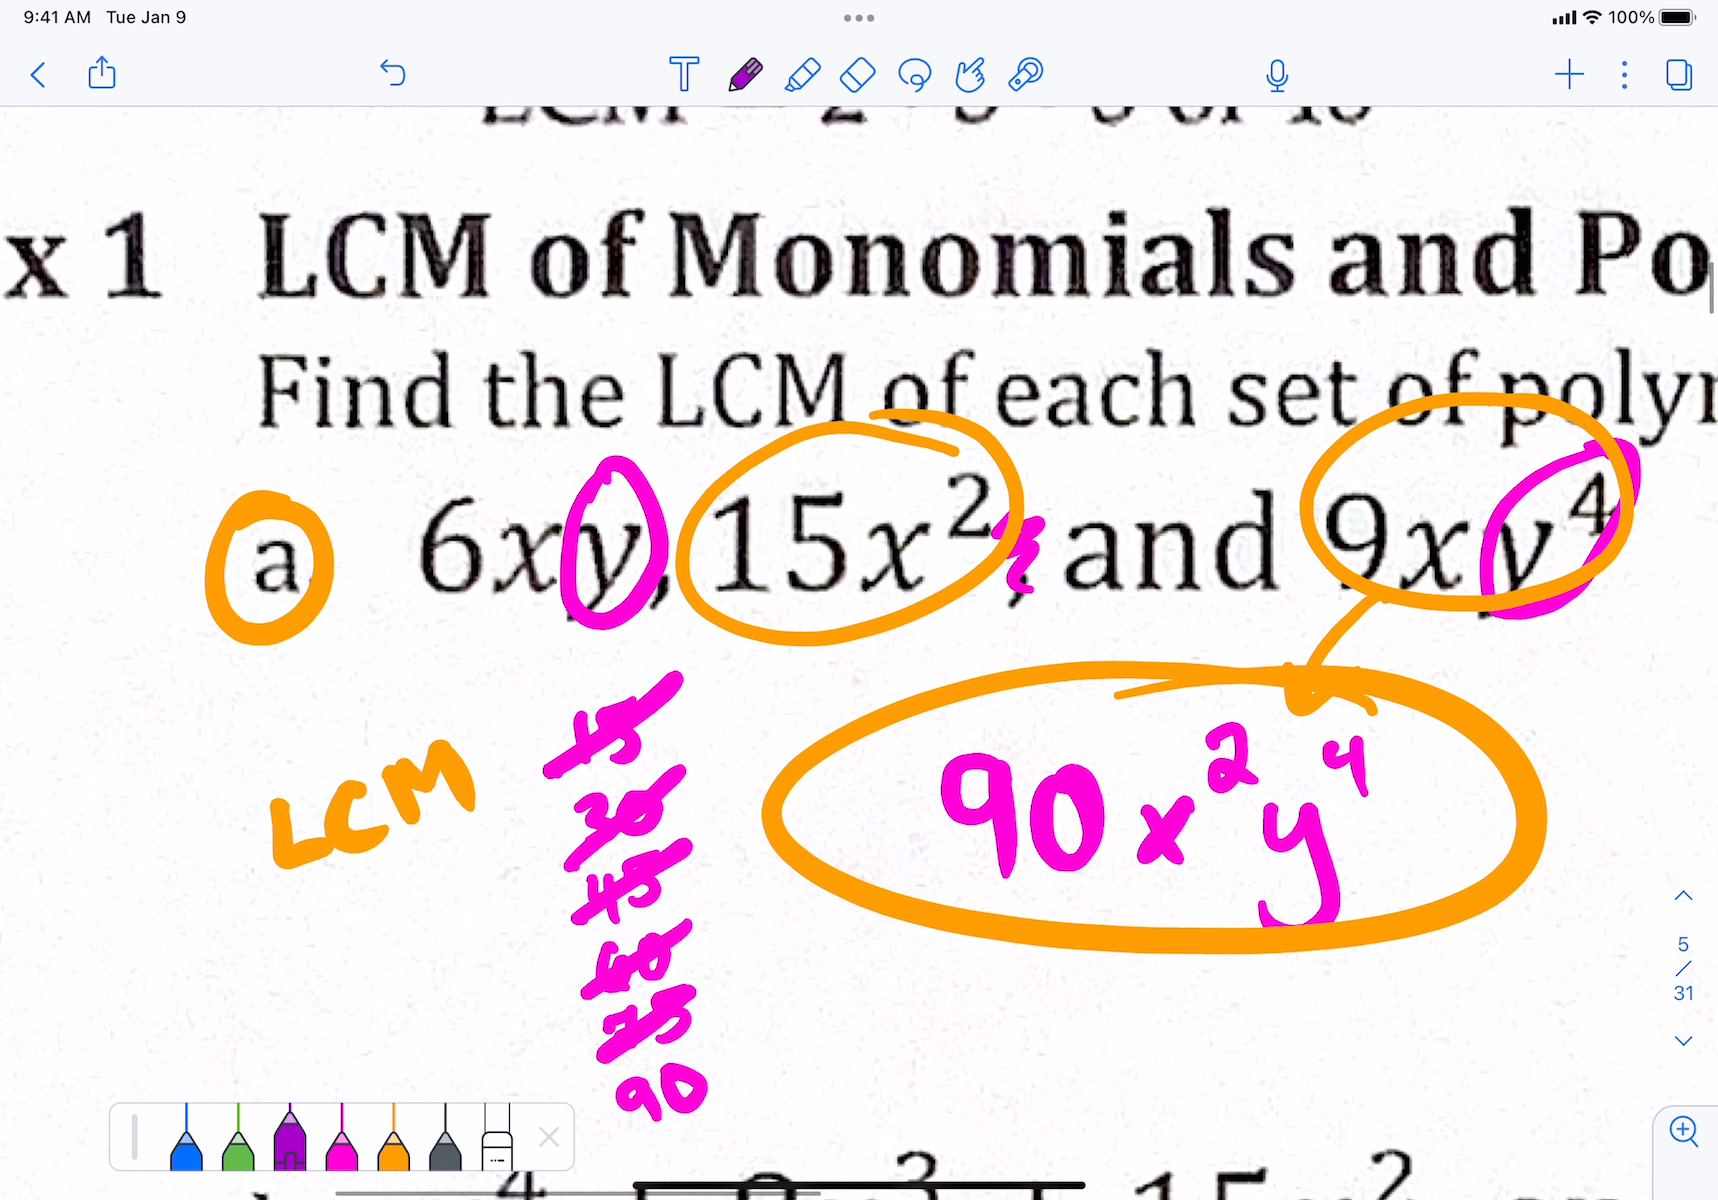 9:41 AM Tue Jan 9
100%
x 1 LCM of Monomials and Po
Find the LCM of each set of polyn
a. 6xy, 15x², and 9xy⁴
LCM
15
30
45
60
75
90
90x²y⁴
5
/
31